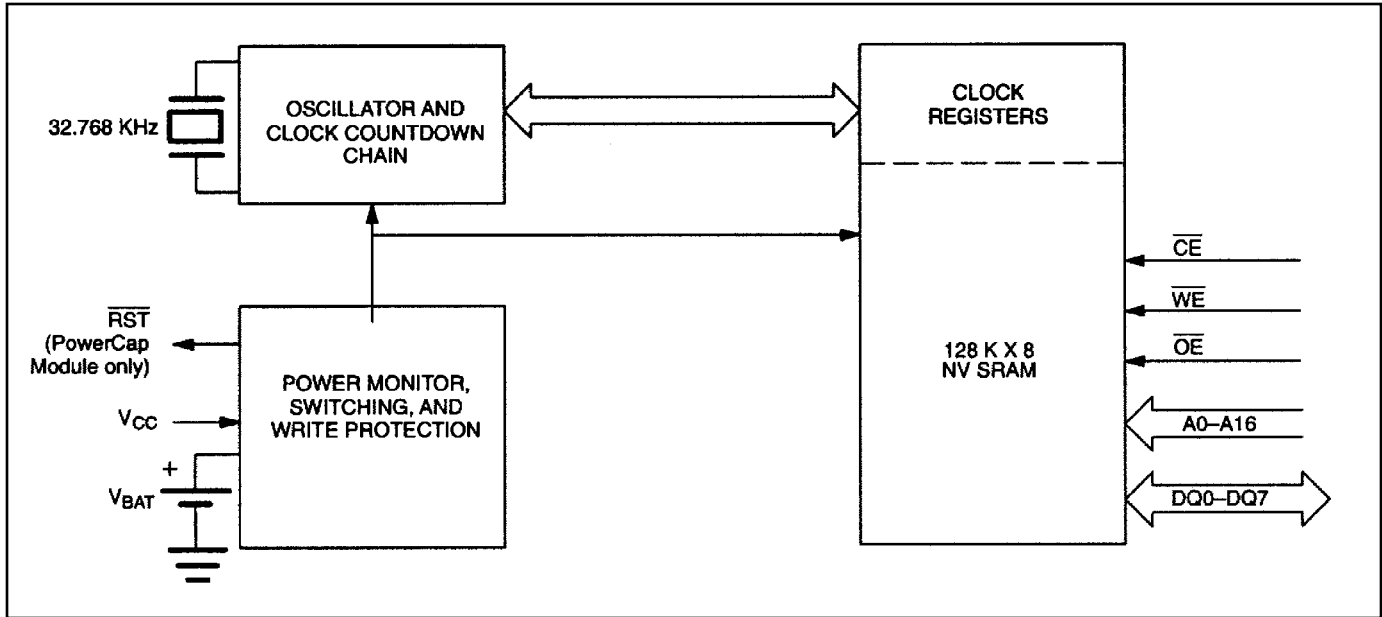 32.768 KHz
OSCILLATOR AND
CLOCK COUNTDOWN
CHAIN
CLOCK
REGISTERS
CE
WE
OE
A0–A16
DQ0–DQ7
128 K X 8
NV SRAM
RST
(PowerCap
Module only)
VCC
+
VBAT
POWER MONITOR,
SWITCHING, AND
WRITE PROTECTION